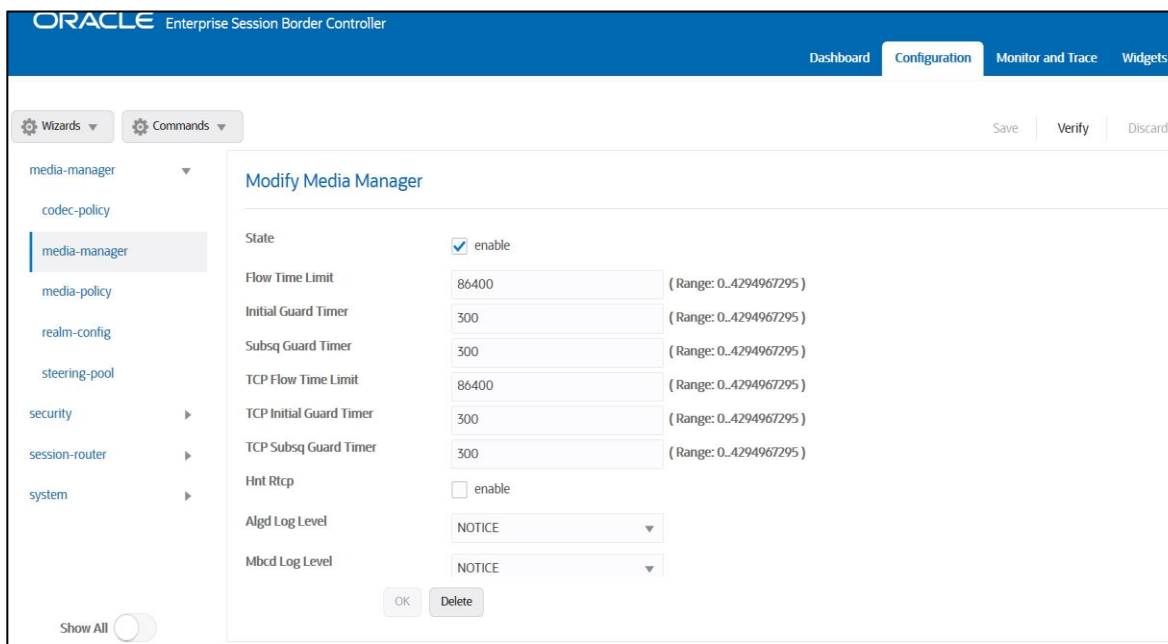 ORACLE Enterprise Session Border Controller
Dashboard Configuration Monitor and Trace Widgets
Wizards Commands Save Verify Discard
media-manager
codec-policy
media-manager
media-policy
realm-config
steering-pool
security
session-router
system
Show All
Modify Media Manager
State enable
Flow Time Limit 86400 ( Range: 0..4294967295 )
Initial Guard Timer 300 ( Range: 0..4294967295 )
Subsq Guard Timer 300 ( Range: 0..4294967295 )
TCP Flow Time Limit 86400 ( Range: 0..4294967295 )
TCP Initial Guard Timer 300 ( Range: 0..4294967295 )
TCP Subsq Guard Timer 300 ( Range: 0..4294967295 )
Hnt Rtcp enable
Algd Log Level NOTICE
Mbcd Log Level NOTICE
OK Delete